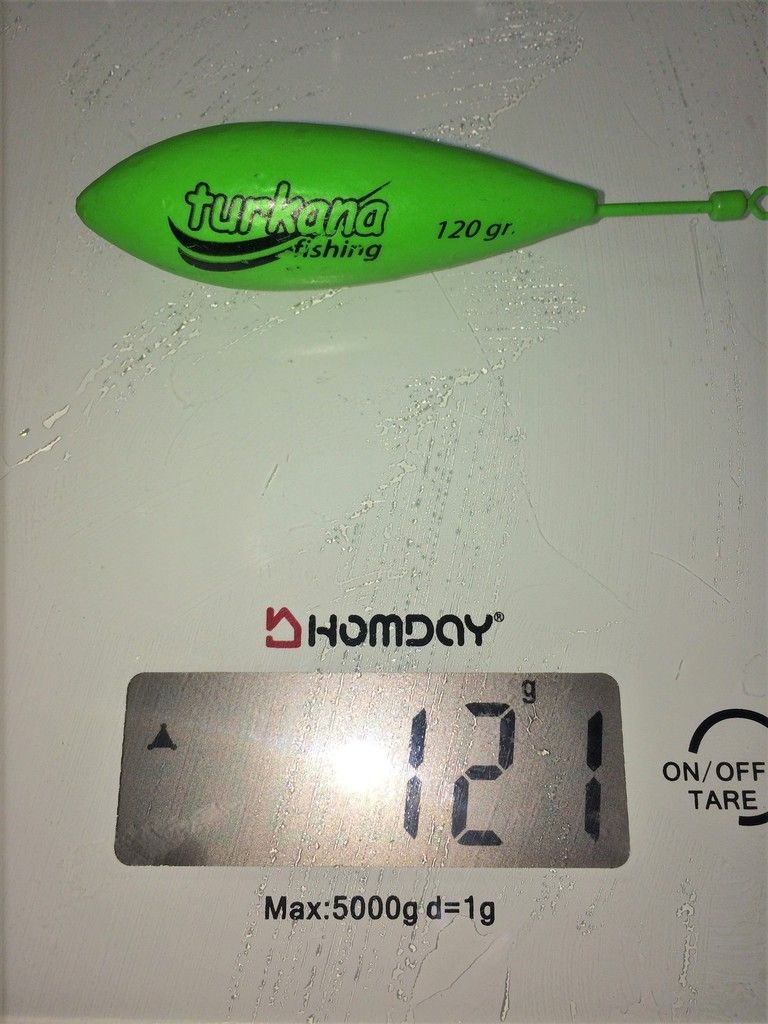 turkana
fishing
120 gr.
HOMDAY®
g
121
ON/OFF
TARE
Max:5000g d=1g